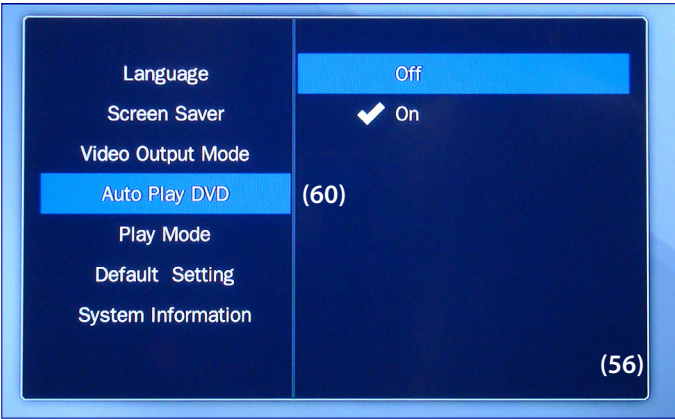 Language
Screen Saver
Video Output Mode
Auto Play DVD
(60)
Play Mode
Default Setting
System Information
Off
On
(56)